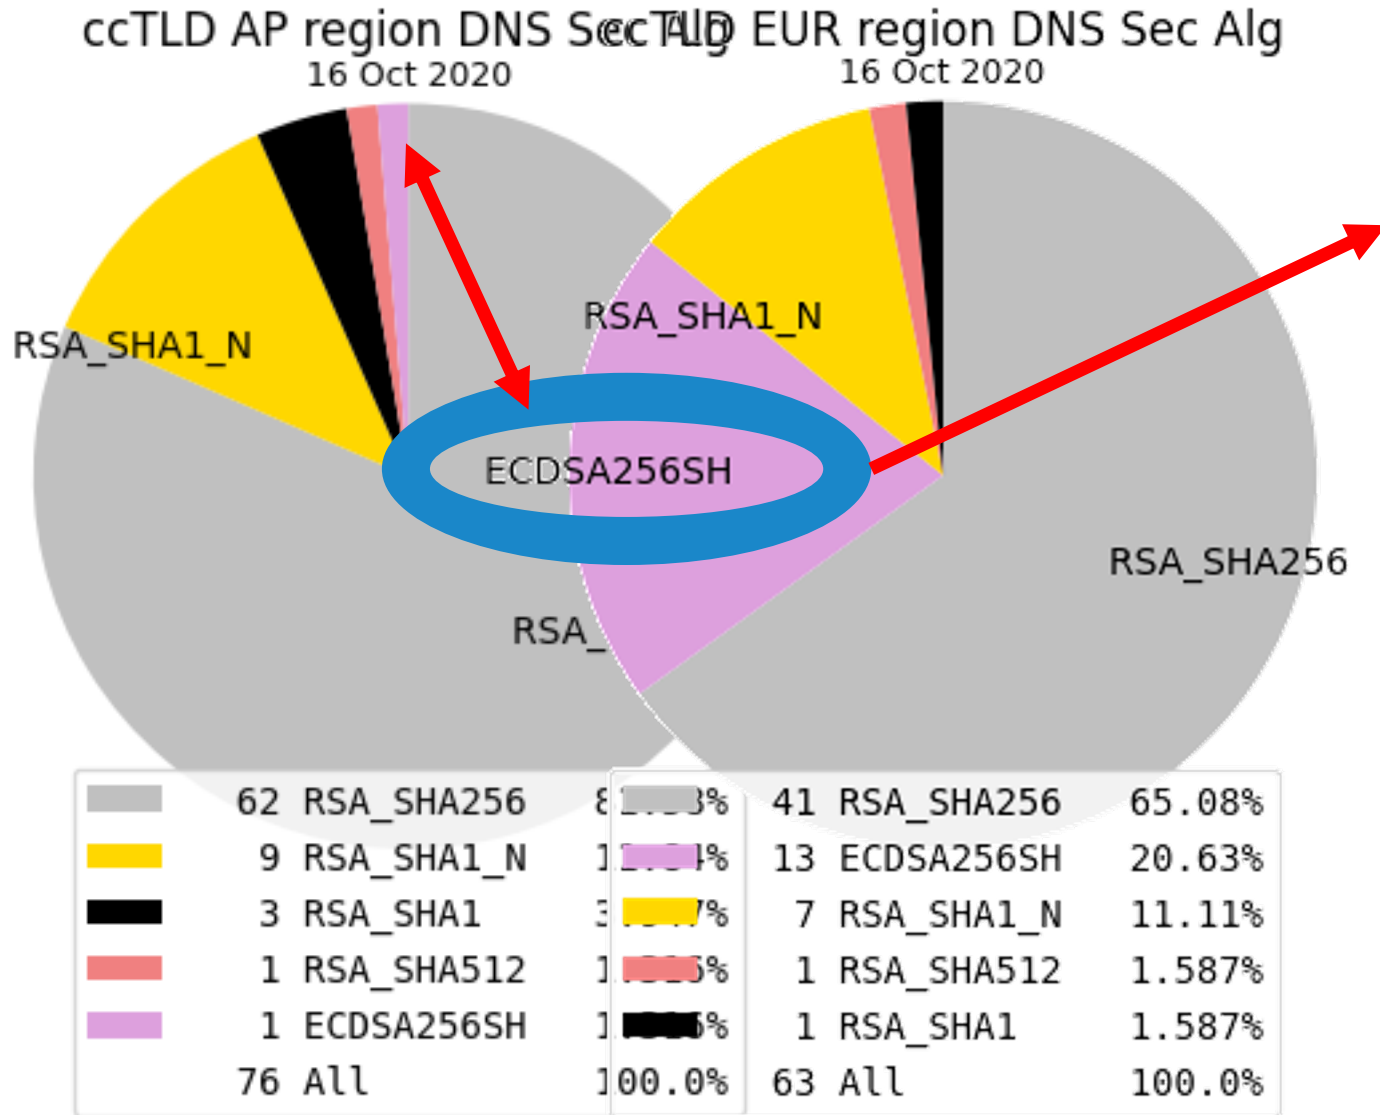 ccTLD AP region DNS Sec Alg
16 Oct 2020
ccTLD EUR region DNS Sec Alg
16 Oct 2020
RSA_SHA1_N
RSA_SHA1_N
ECDSA256SH
RSA_SHA256
RSA_
62 RSA_SHA256
9 RSA_SHA1_N
3 RSA_SHA1
1 RSA_SHA512
1 ECDSA256SH
76 All 100.0%
41 RSA_SHA256 65.08%
13 ECDSA256SH 20.63%
7 RSA_SHA1_N 11.11%
1 RSA_SHA512 1.587%
1 RSA_SHA1 1.587%
63 All 100.0%